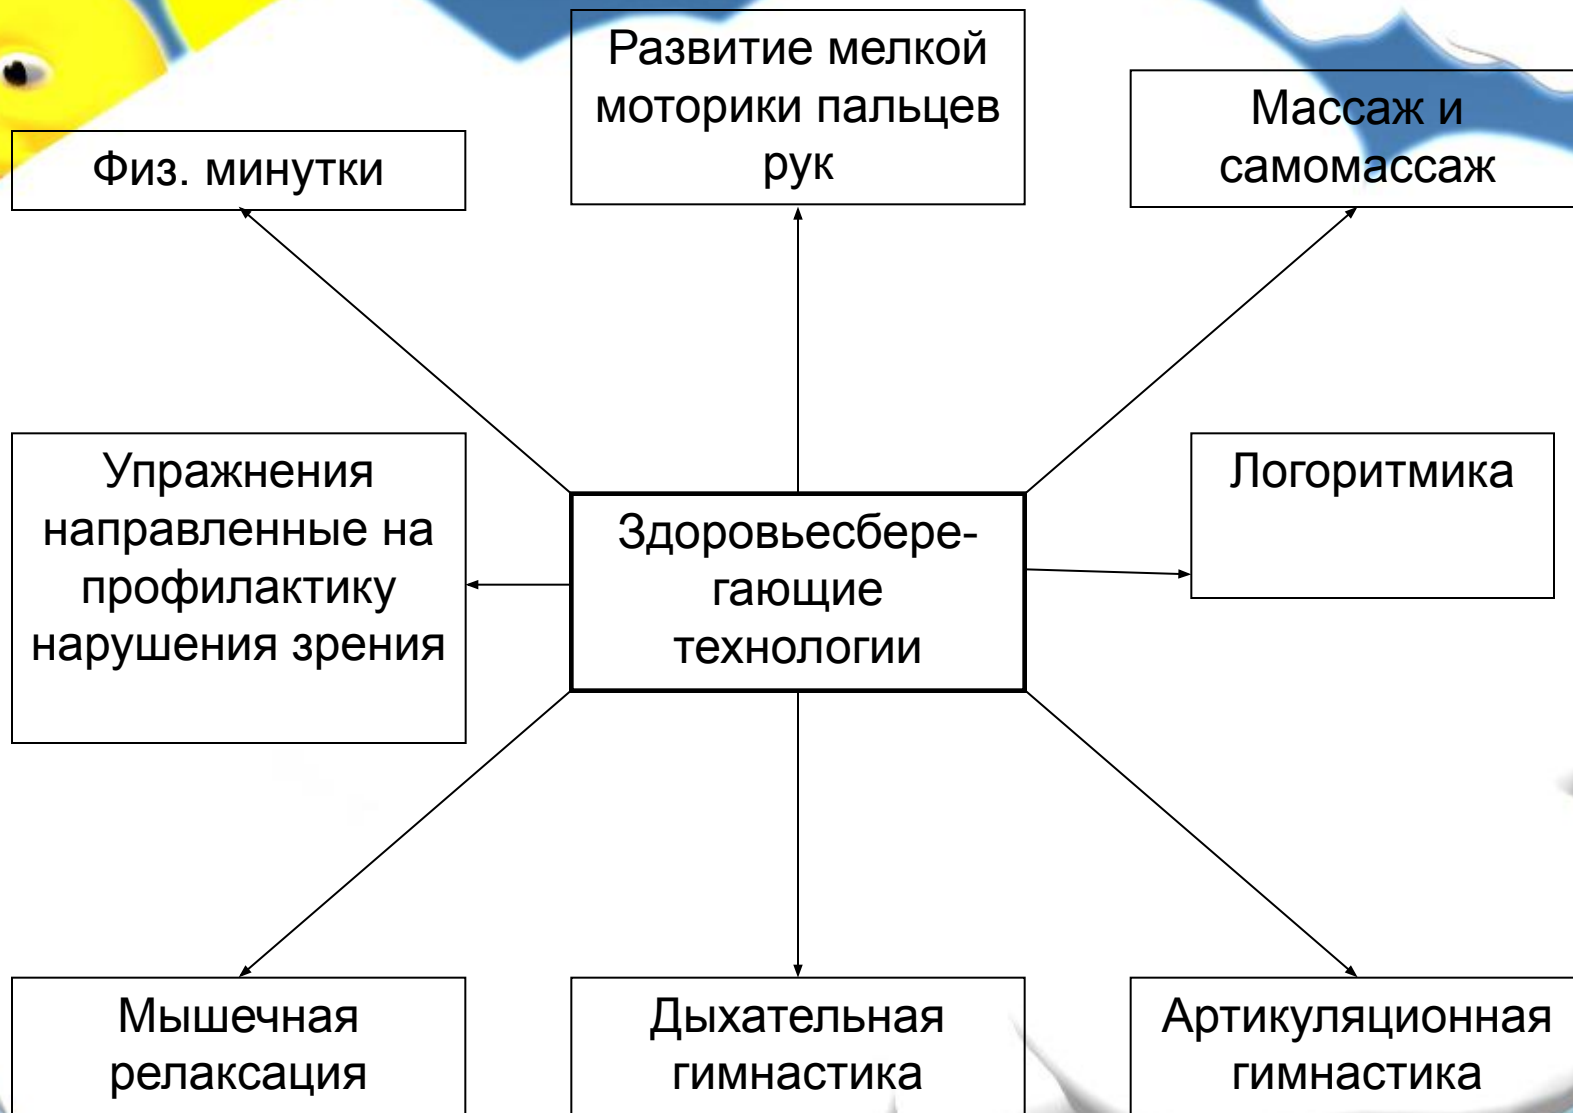 Развитие мелкой
моторики пальцев
рук
Массаж и
самомассаж
Физ. минутки
Упражнения
направленные на
профилактику
нарушения зрения
Здоровьесбере-
гающие
технологии
Логоритмика
Мышечная
релаксация
Дыхательная
гимнастика
Артикуляционная
гимнастика